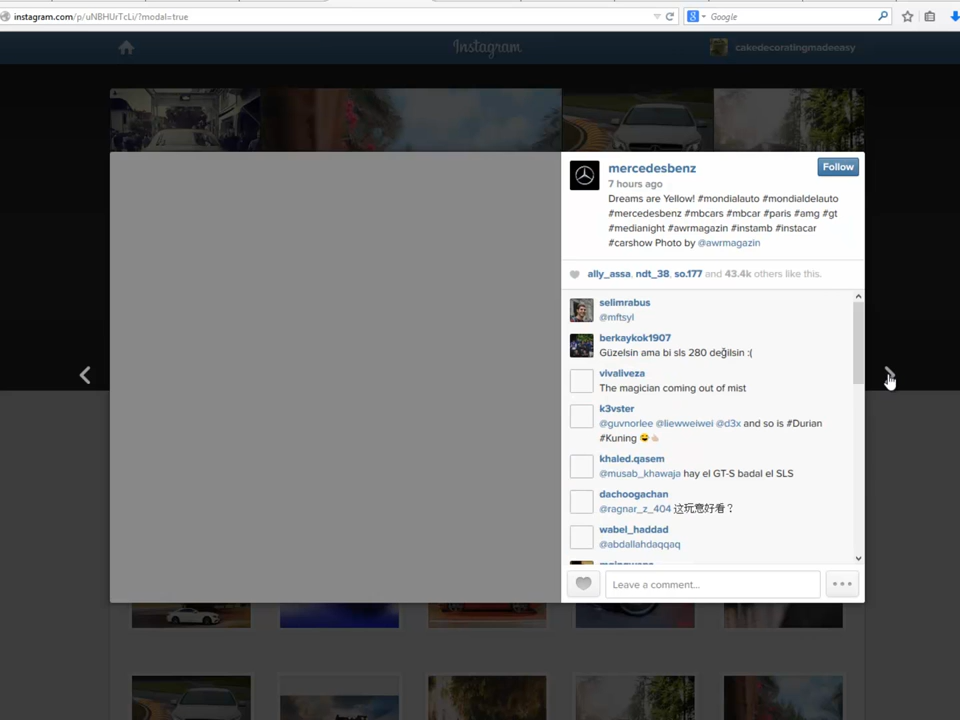 instagram.com/p/uNBHUrTcLi/?modal=true
Google
Instagram
cakedecoratingmadeeasy
mercedesbenz
Follow
7 hours ago
Dreams are Yellow! #mondialauto #mondialdelauto
#mercedesbenz #mbcars #mbcar #paris #amg #gt
#medianight #awrmagazin #instamb #instacar
#carshow Photo by @awrmagazin
ally_assa, ndt_38, so.177 and 43.4k others like this.
selimrabus
@mftsyl
berkaykok1907
Güzelsin ama bi sls 280 değilsin :(
vivaliveza
The magician coming out of mist
k3vster
@guvnorlee @liewweiwei @d3x and so is #Durian
#Kuning 😄👈
khaled.qasem
@musab_khawaja hay el GT-S badal el SLS
dachoogachan
@ragnar_z_404 这玩意好看？
wabel_haddad
@abdallahdaqqaq
Leave a comment...